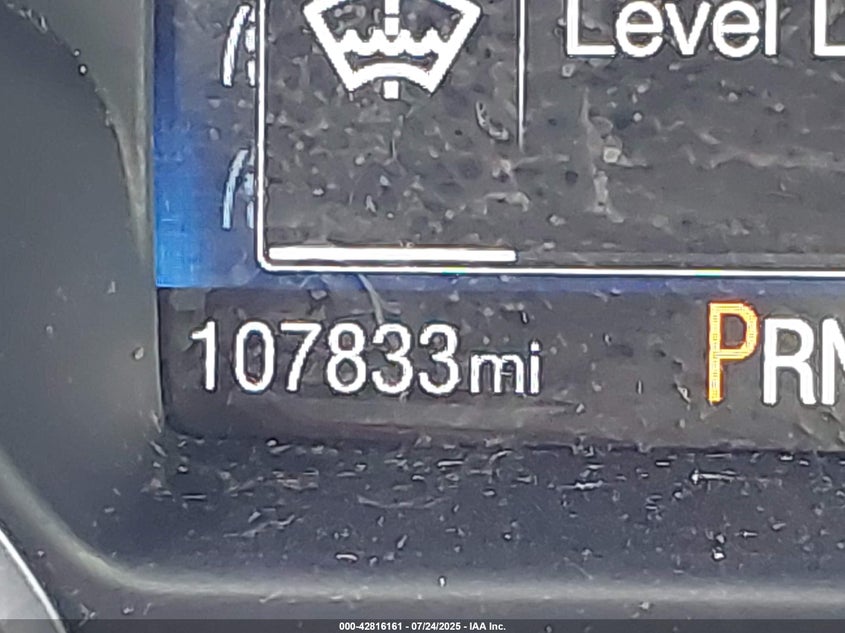 Level
107833mi
PRN
000-42816161 - 07/24/2025 - IAA Inc.